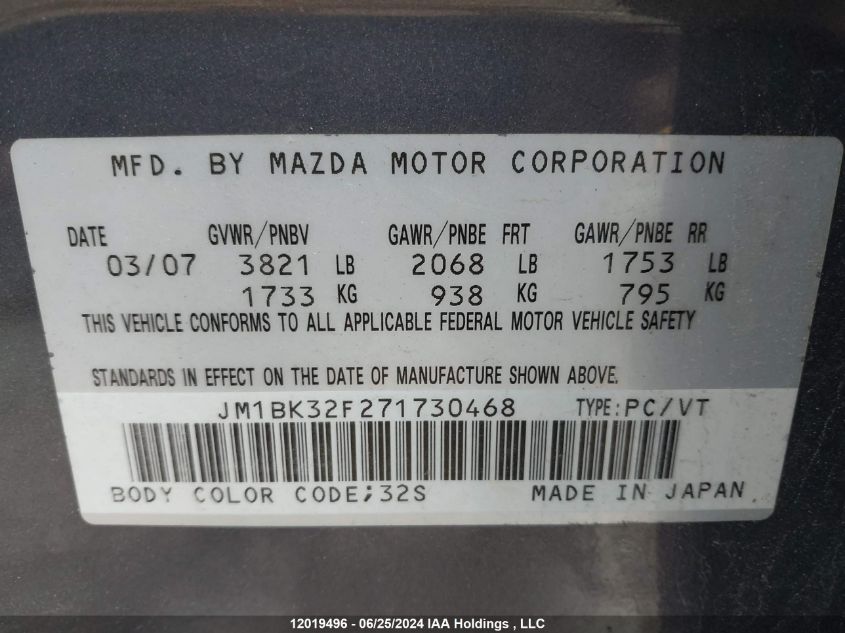 MFD. BY MAZDA MOTOR CORPORATION
DATE GVWR/PNBV GAWR/PNBE FRT GAWR/PNBE RR
03/07 3821 LB 2068 LB 1753 LB
1733 KG 938 KG 795 KG
THIS VEHICLE CONFORMS TO ALL APPLICABLE FEDERAL MOTOR VEHICLE SAFETY
STANDARDS IN EFFECT ON THE DATE OF MANUFACTURE SHOWN ABOVE.
JM1BK32F271730468 TYPE:PC/VT
BODY COLOR CODE;32S MADE IN JAPAN
12019496 - 06/25/2024 IAA Holdings , LLC